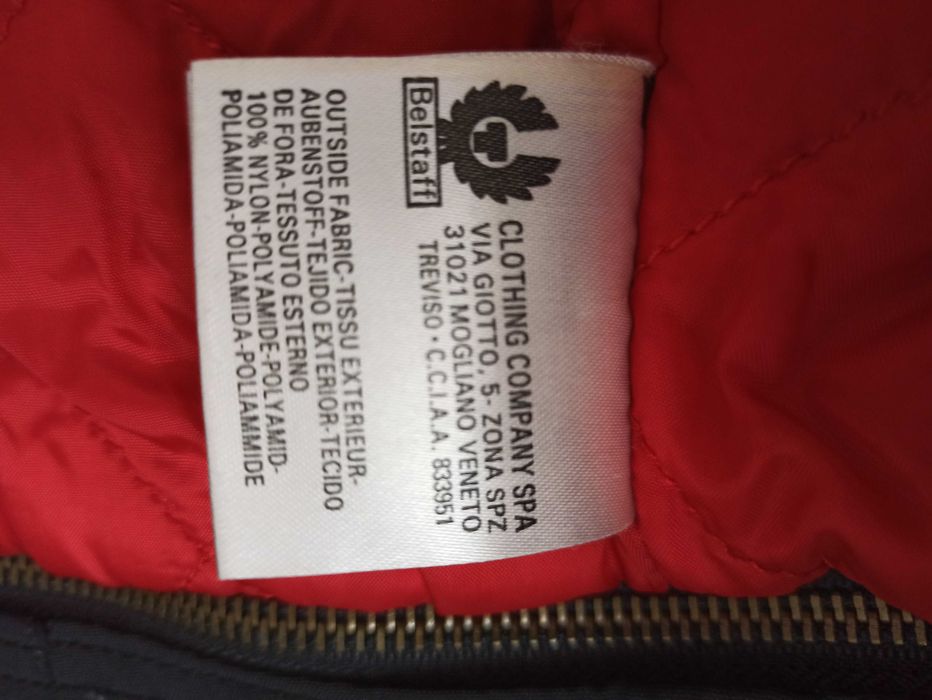 Belstaff
CLOTHING COMPANY SPA
VIA GIOTTO, 5- ZONA SPZ
31021 MOGLIANO VENETO
TREVISO · C.C.I.A.A. 833951
OUTSIDE FABRIC-TISSU EXTERIEUR-
AUBENSTOFF-TEJIDO EXTERIOR-TECIDO
DE FORA-TESSUTO ESTERNO
100% NYLON-POLYAMIDE-POLYAMID-
POLIAMIDA-POLIAMIDA-POLIAMMIDE